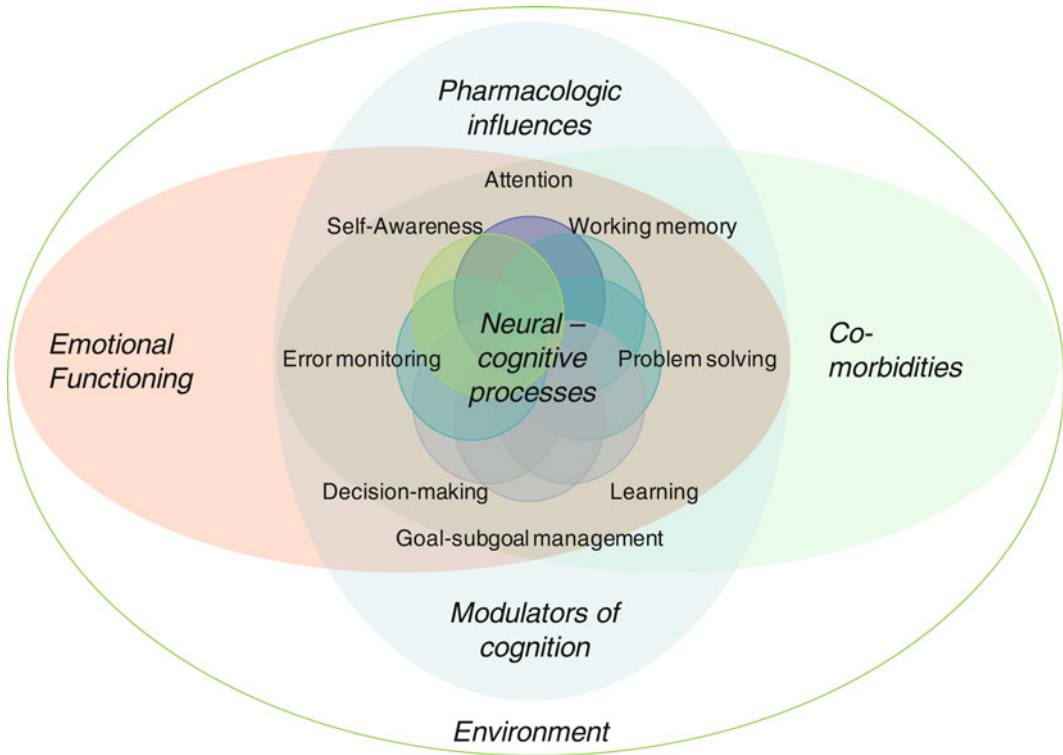 Pharmacologic
influences
Attention
Self-Awareness
Working memory
Emotional
Functioning
Error monitoring
Neural –
cognitive
processes
Problem solving
Co-
morbidities
Decision-making
Learning
Goal-subgoal management
Modulators of
cognition
Environment